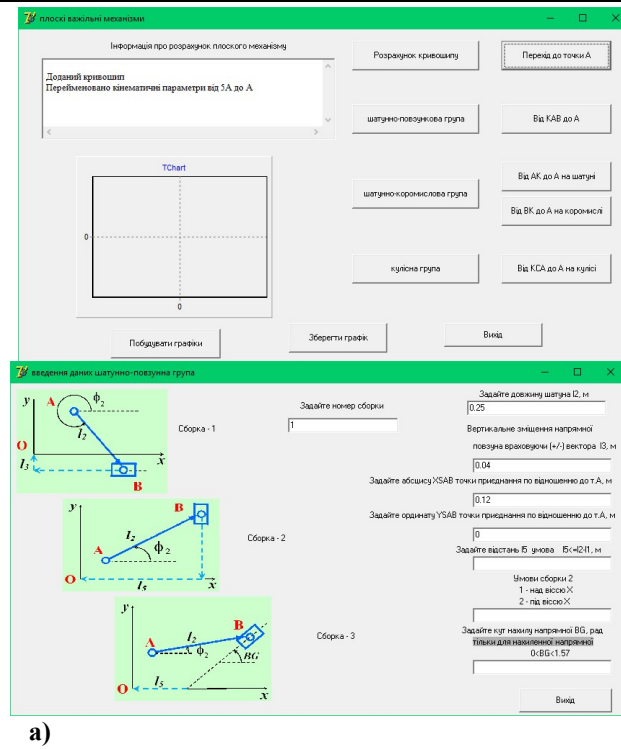 плоскі важільні механізми
Інформація про розрахунок плоского механізму
Доданий кривошип
Перейменовано кінематичні параметри від 5А до А
Розрахунок кривошипу
Перехід до точки А
шатунно-повзункова група
Від КАВ до А
шатунно-коромислова група
Від АК до А на шатуні
Від ВК до А на коромислі
кулісна група
Від КСА до А на кулісі
TChart
0
0
Побудувати графіки
Зберегти графік
Вихід
введення даних шатунно-повзунна група
y
A
ϕ2
l2
O
x
l3
B
Сборка - 1
y
B
l2
A
ϕ2
O
l5
x
Сборка - 2
y
B
l2
A
ϕ2
BG
O
l5
x
Сборка - 3
Задайте номер сборки
1
Задайте довжину шатуна l2, м
0.25
Вертикальне зміщення напрямної
повзуна враховуючи (+/-) вектора l3, м
0.04
Задайте абсцису XSAB точки приєднання по відношенню до т.А, м
0.12
Задайте ординату YSAB точки приєднання по відношенню до т.А, м
0
Задайте відстань l5 умова l5<=l2-l1, м
Умови сборки 2
1 - над віссю X
2 - під віссю X
Задайте кут нахилу напрямної BG, рад
тільки для нахиленної напрямної
0<BG<1.57
Вихід
а)